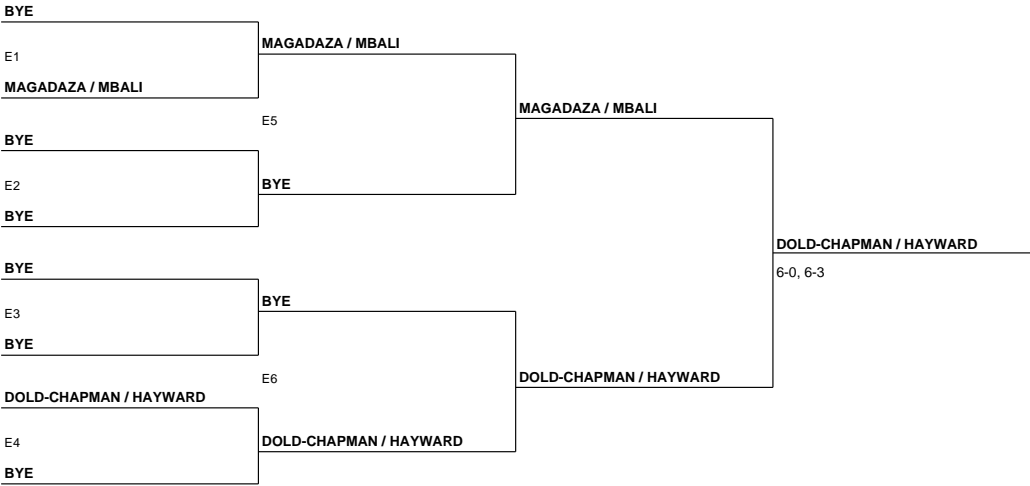 BYE
E1
MAGADAZA / MBALI
MAGADAZA / MBALI
E5
BYE
E2
BYE
BYE
MAGADAZA / MBALI
BYE
E3
BYE
BYE
E6
DOLD-CHAPMAN / HAYWARD
E4
BYE
DOLD-CHAPMAN / HAYWARD
DOLD-CHAPMAN / HAYWARD
DOLD-CHAPMAN / HAYWARD
6-0, 6-3